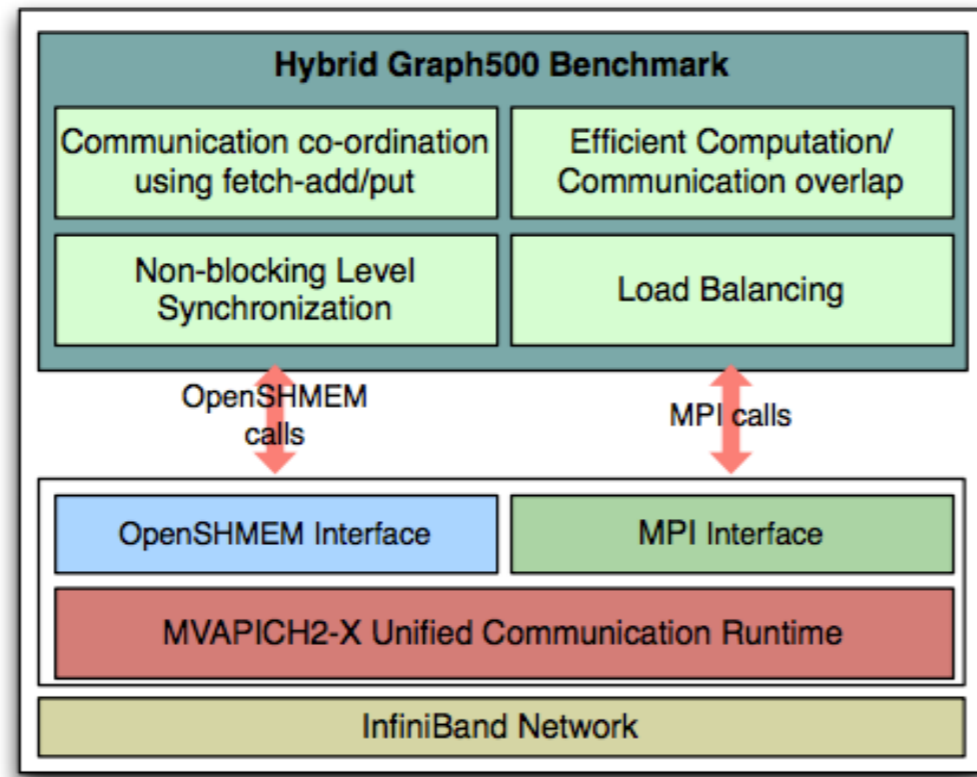 Hybrid Graph500 Benchmark
Communication co-ordination
using fetch-add/put
Efficient Computation/
Communication overlap
Non-blocking Level
Synchronization
Load Balancing
OpenSHMEM
calls
MPI calls
OpenSHMEM Interface
MPI Interface
MVAPICH2-X Unified Communication Runtime
InfiniBand Network